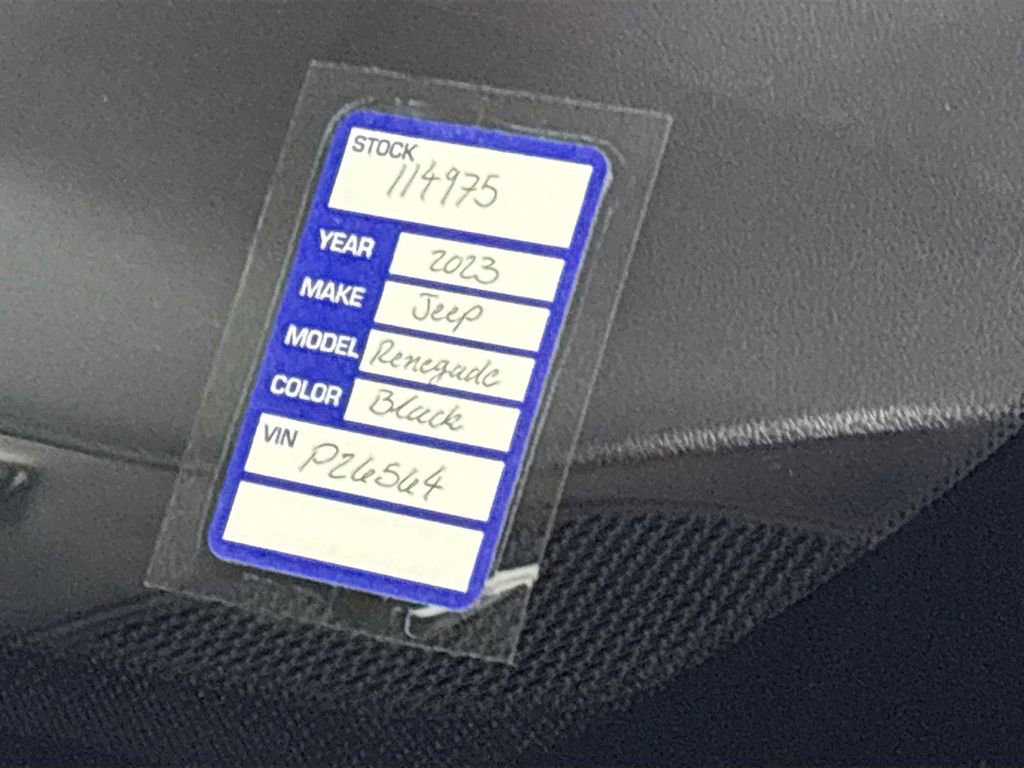 STOCK
114975
YEAR 2023
MAKE Jeep
MODEL Renegade
COLOR Black
VIN P26564